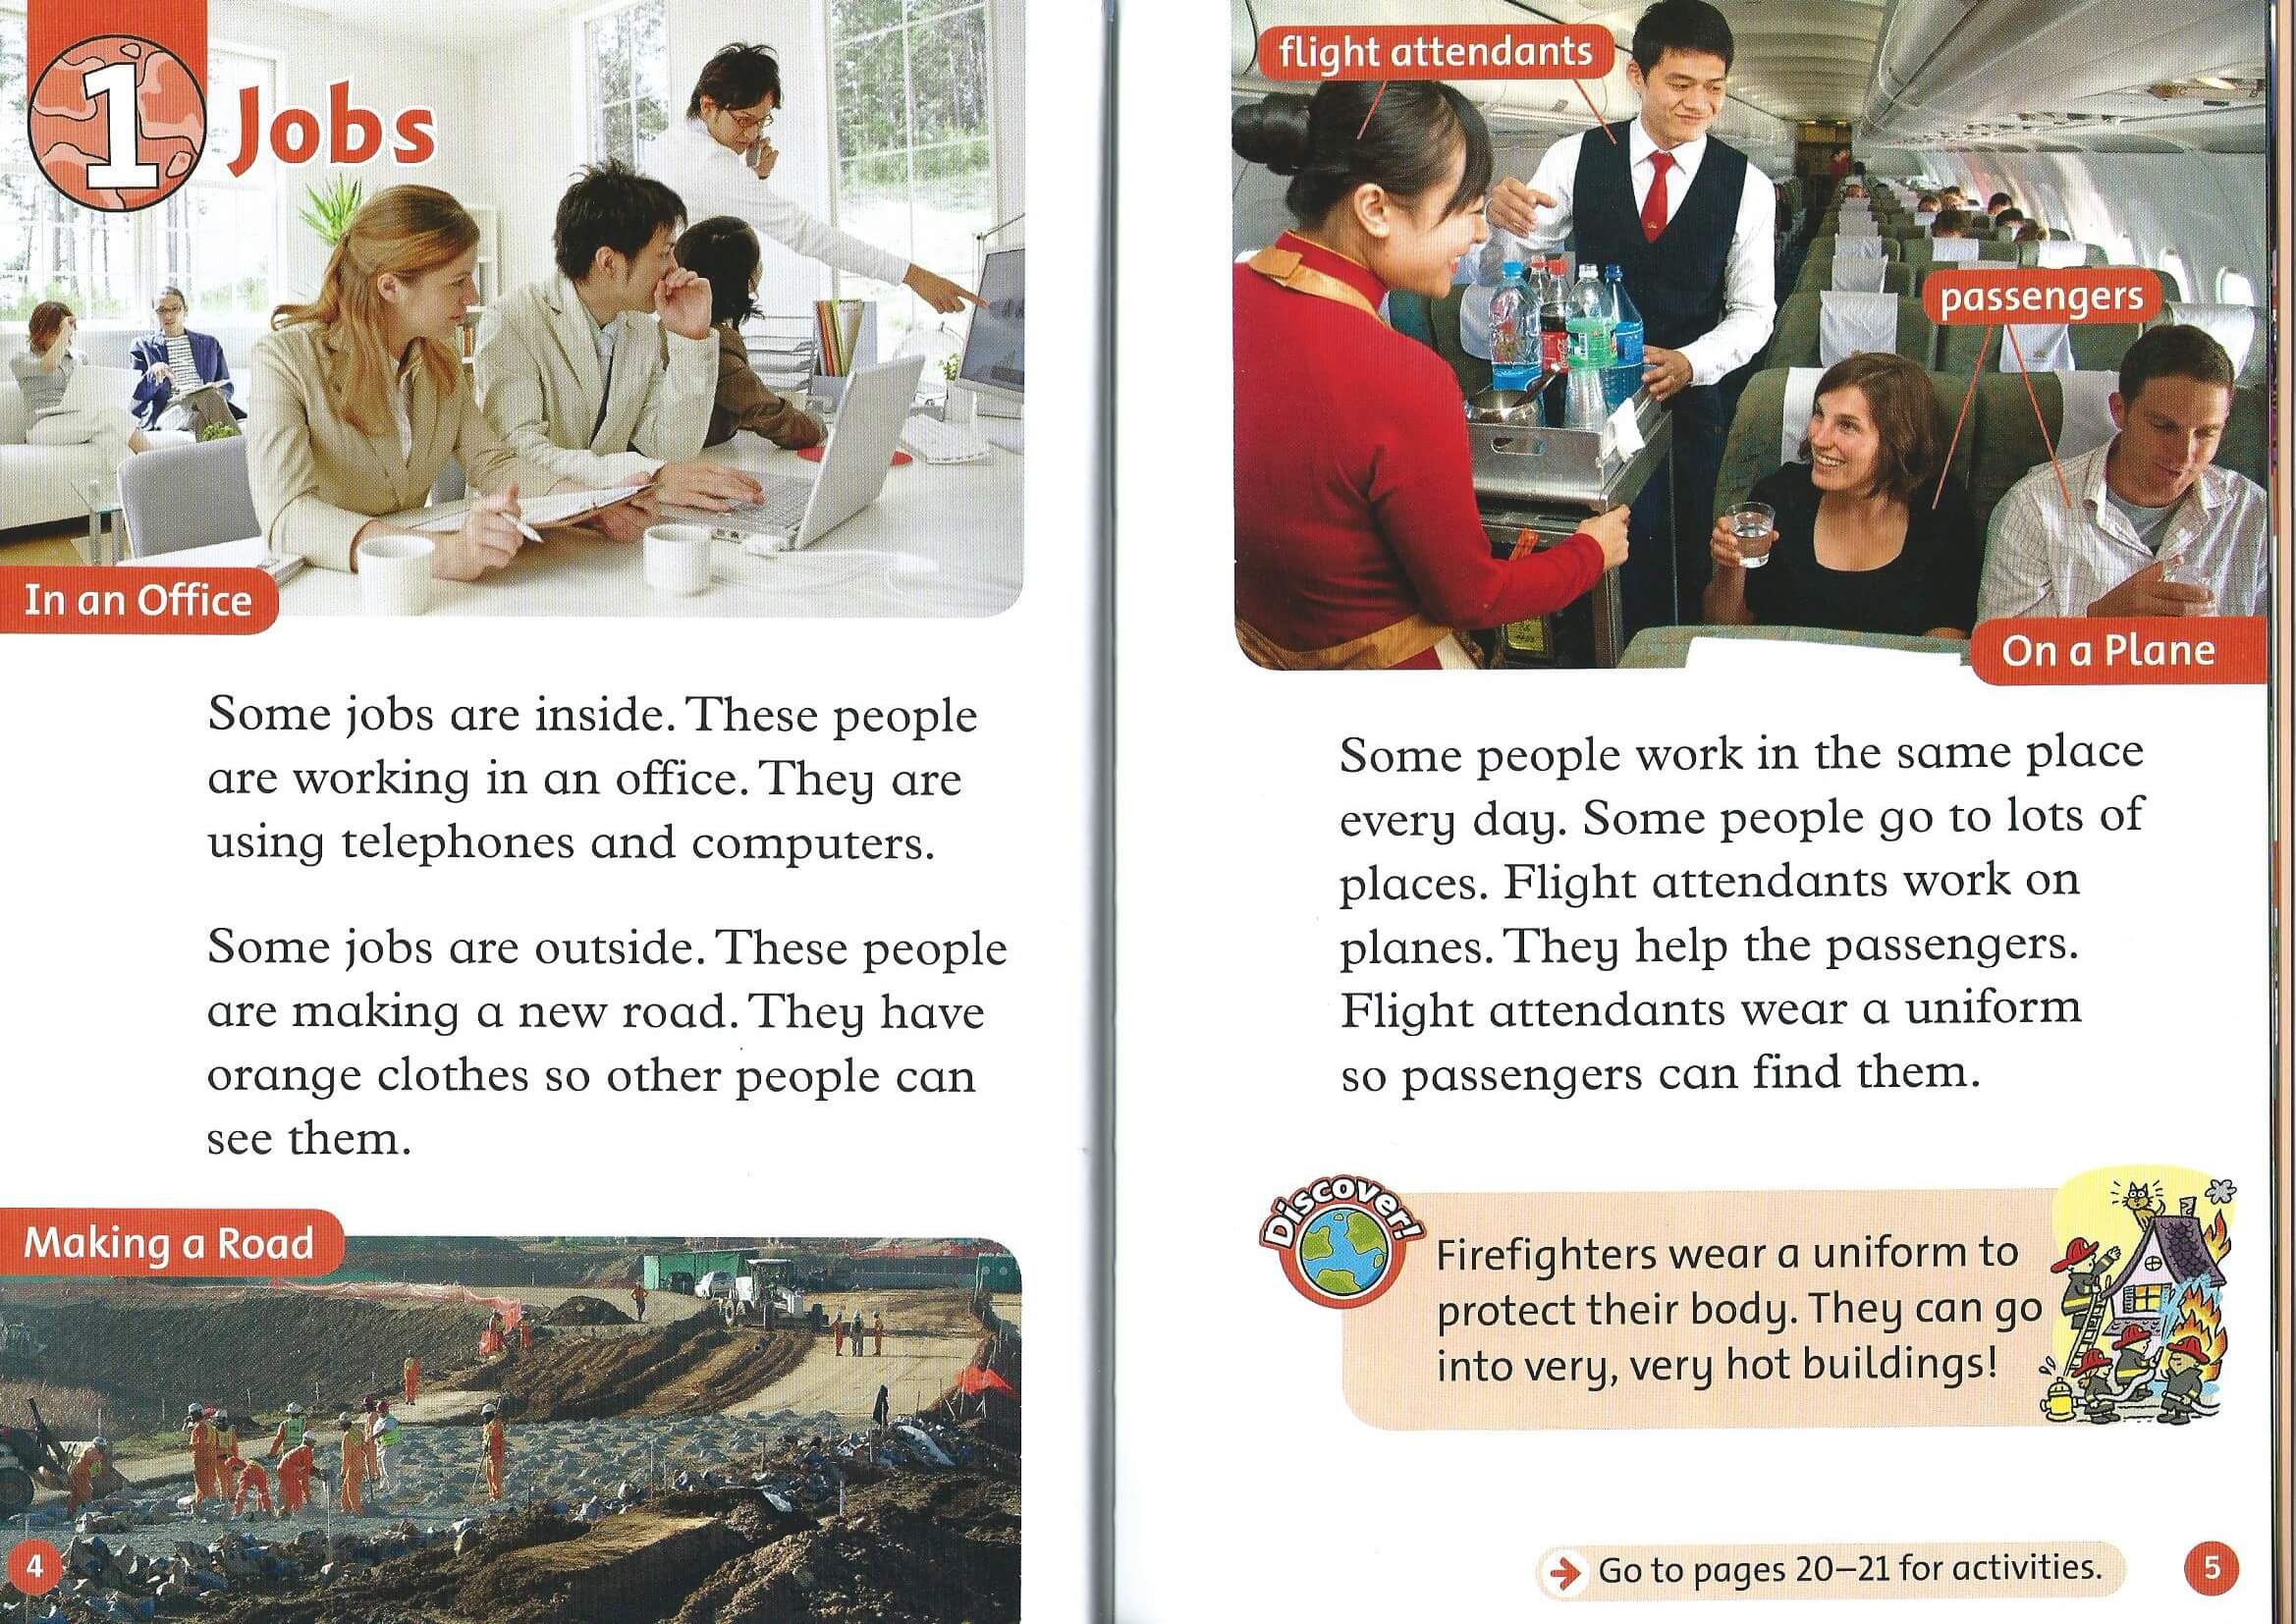 1 Jobs
In an Office
Some jobs are inside. These people
are working in an office. They are
using telephones and computers.
Some jobs are outside. These people
are making a new road. They have
orange clothes so other people can
see them.
Making a Road
4
flight attendants
passengers
On a Plane
Some people work in the same place
every day. Some people go to lots of
places. Flight attendants work on
planes. They help the passengers.
Flight attendants wear a uniform
so passengers can find them.
Discover!
Firefighters wear a uniform to
protect their body. They can go
into very, very hot buildings!
Go to pages 20–21 for activities.
5